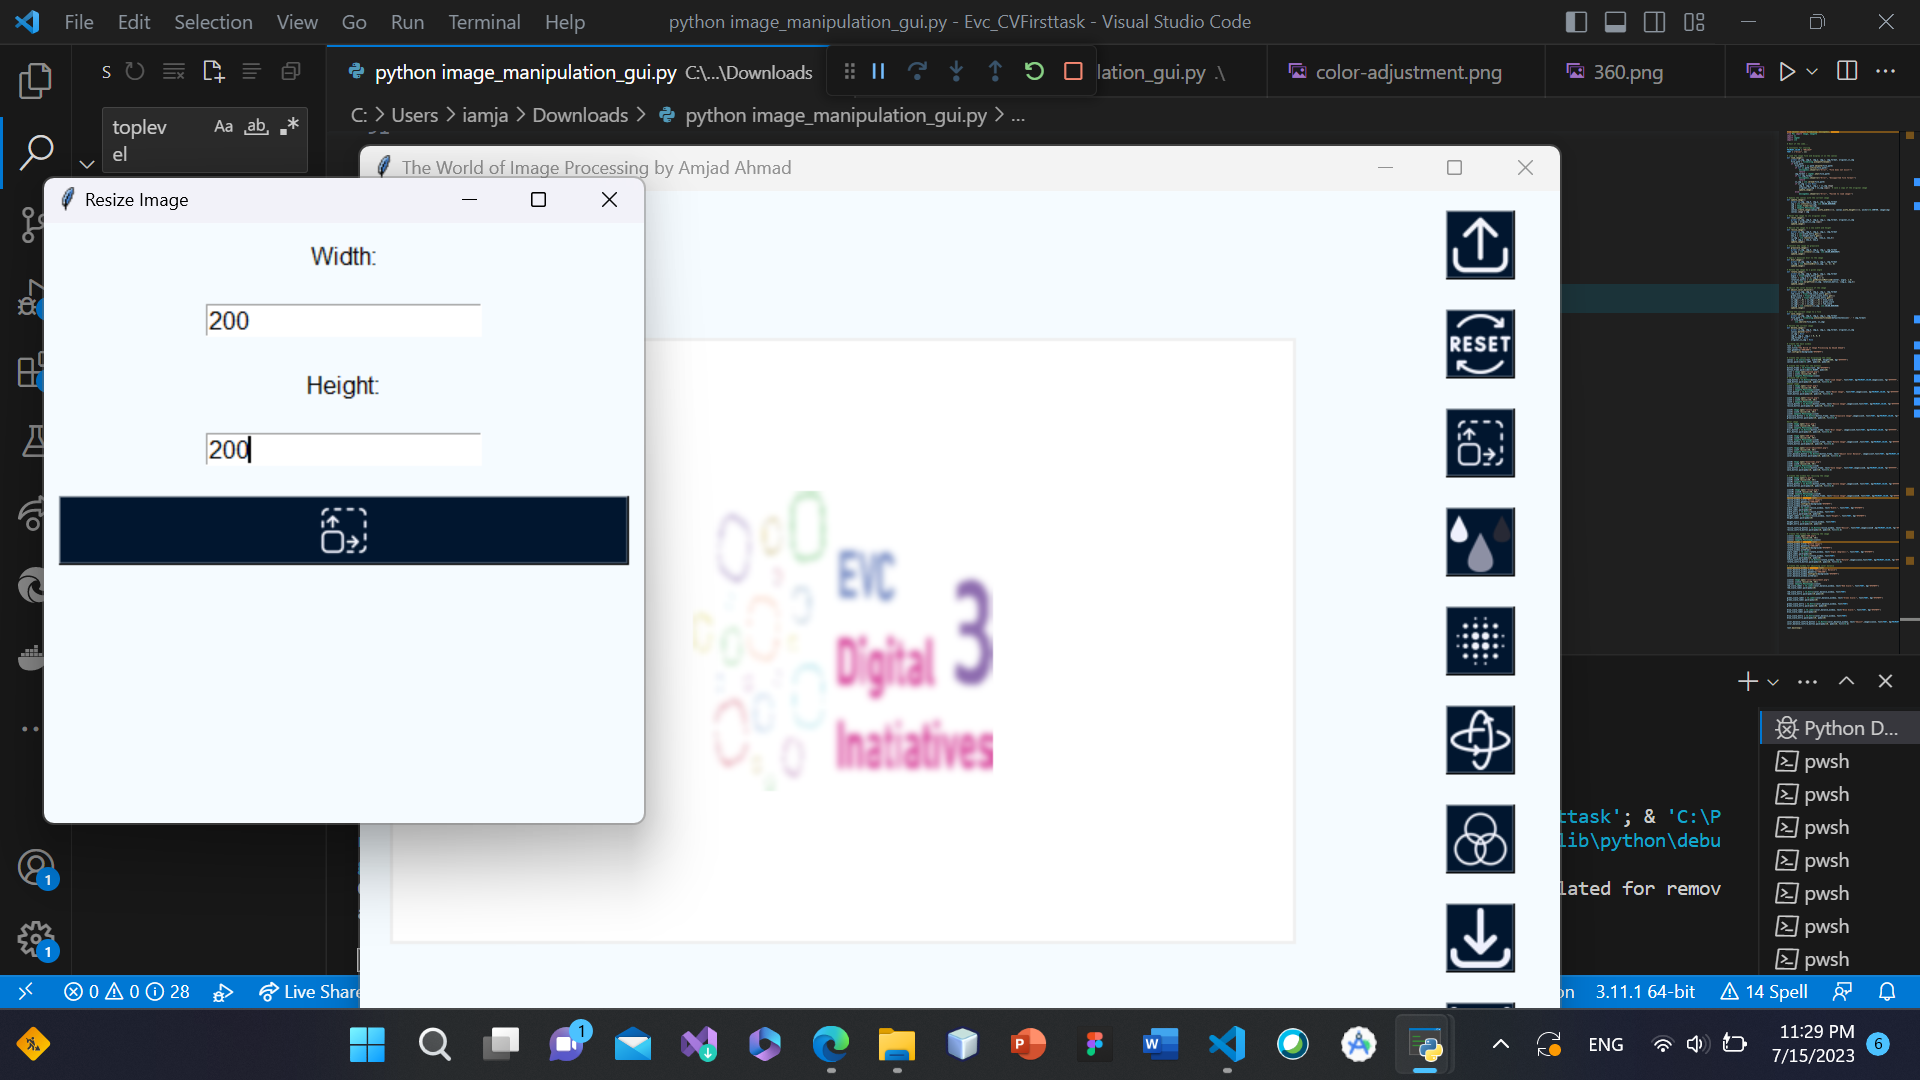 File Edit Selection View Go Run Terminal Help
python image_manipulation_gui.py - Evc_CVFirsttask - Visual Studio Code
S
python image_manipulation_gui.py C:\...\Downloads
lation_gui.py .\
color-adjustment.png
360.png
toplev
el
Aa ab
C: > Users > iamja > Downloads > python image_manipulation_gui.py > ...
The World of Image Processing by Amjad Ahmad
Resize Image
Width:
200
Height:
200
RESET
EVC
Digital 3
Inatiatives
Python D...
pwsh
pwsh
pwsh
pwsh
pwsh
pwsh
pwsh
ttask'; & 'C:\P
lib\python\debu
lated for remov
1
1
0 0 28
Live Share
on 3.11.1 64-bit
14 Spell
1
ENG
11:29 PM
7/15/2023
6